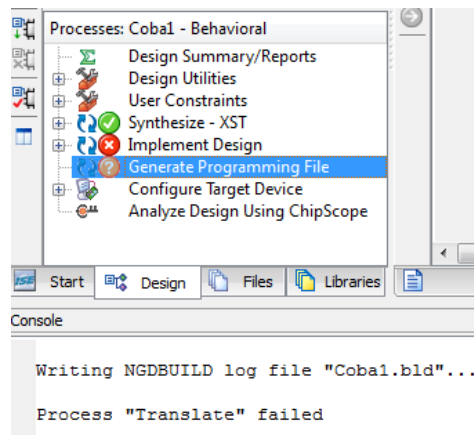 Processes: Coba1 - Behavioral
Design Summary/Reports
Design Utilities
User Constraints
Synthesize - XST
Implement Design
Generate Programming File
Configure Target Device
Analyze Design Using ChipScope
ISE Start Design Files Libraries
Console
Writing NGDBUILD log file "Coba1.bld"...
Process "Translate" failed